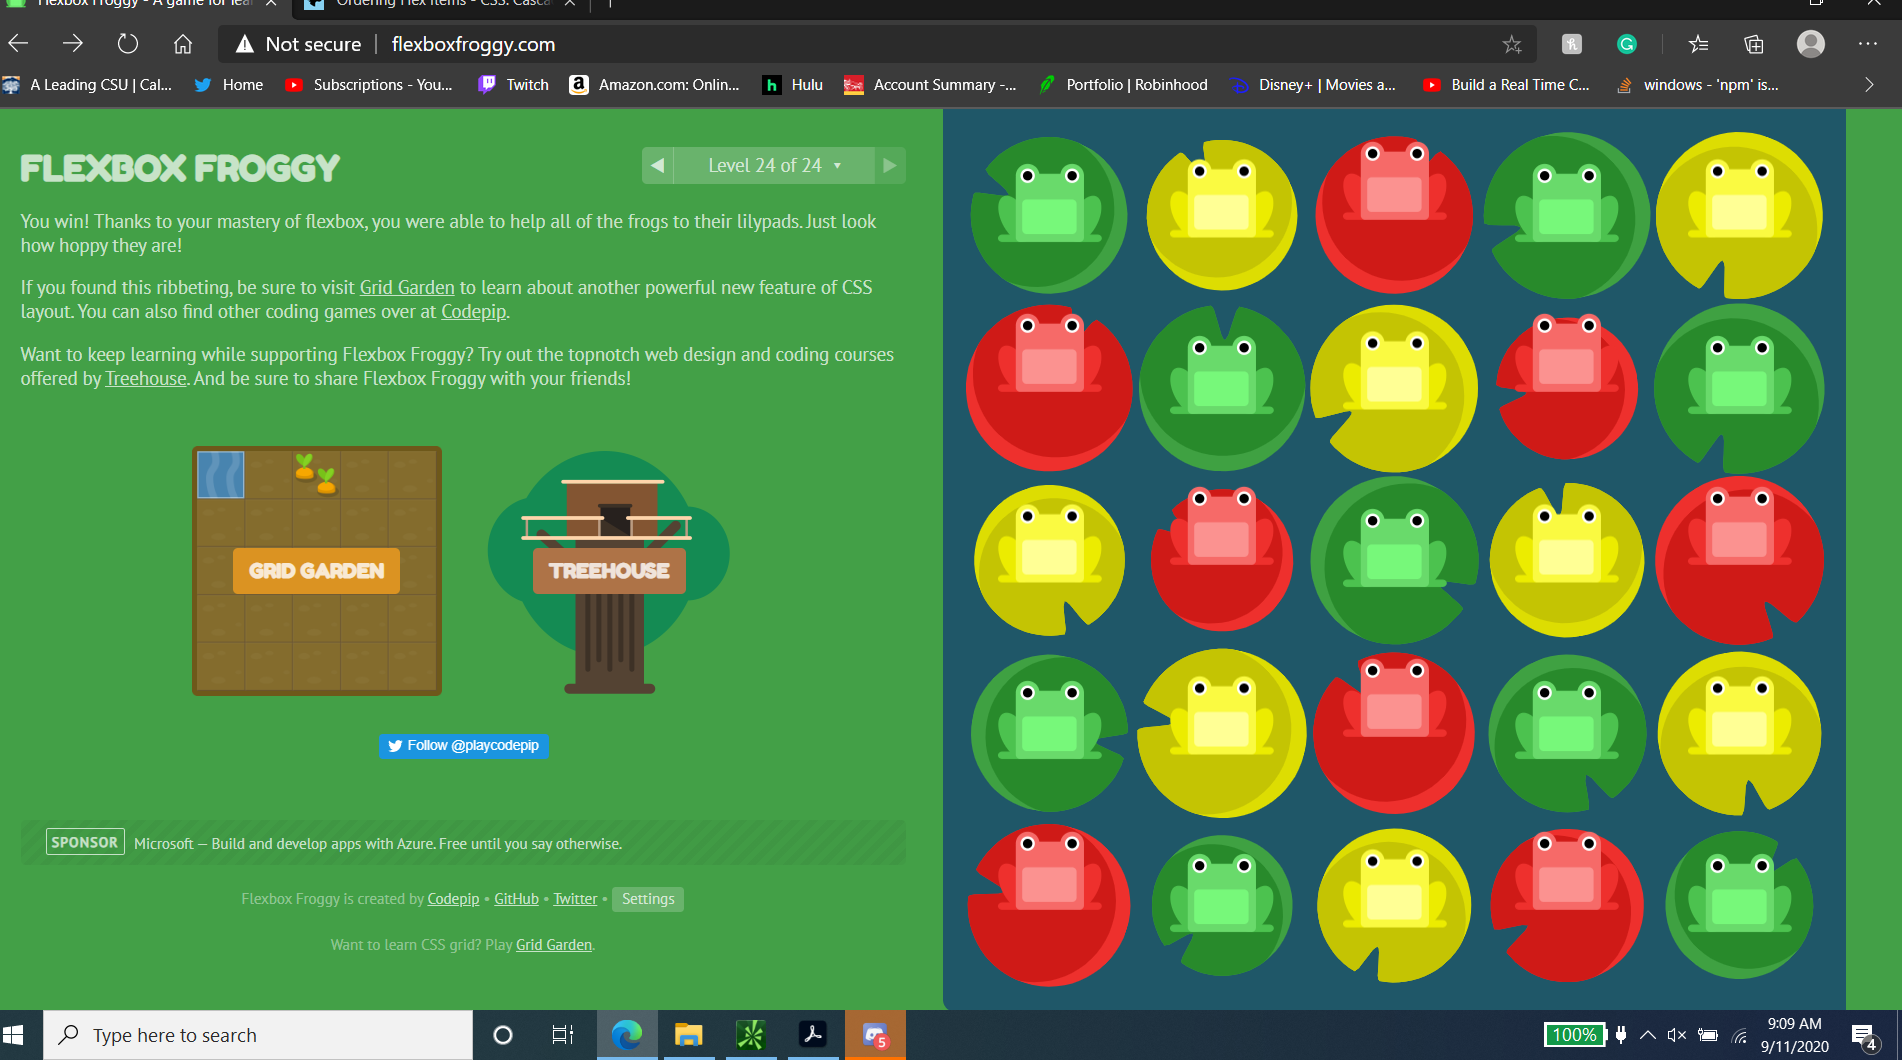 Flexbox Froggy - A game for lea
Ordering Flex Items - CSS: Casca
Not secure
flexboxfroggy.com
A Leading CSU | Cal...
Home
Subscriptions - You...
Twitch
Amazon.com: Onlin...
Hulu
Account Summary -...
Portfolio | Robinhood
Disney+ | Movies a...
Build a Real Time C...
windows - 'npm' is...
FLEXBOX FROGGY
Level 24 of 24
You win! Thanks to your mastery of flexbox, you were able to help all of the frogs to their lilypads. Just look
how hoppy they are!
If you found this ribbeting, be sure to visit Grid Garden to learn about another powerful new feature of CSS
layout. You can also find other coding games over at Codepip.
Want to keep learning while supporting Flexbox Froggy? Try out the topnotch web design and coding courses
offered by Treehouse. And be sure to share Flexbox Froggy with your friends!
GRID GARDEN
TREEHOUSE
Follow @playcodepip
SPONSOR
Microsoft — Build and develop apps with Azure. Free until you say otherwise.
Flexbox Froggy is created by Codepip • GitHub • Twitter • Settings
Want to learn CSS grid? Play Grid Garden.
Type here to search
5
100%
9:09 AM
9/11/2020
4